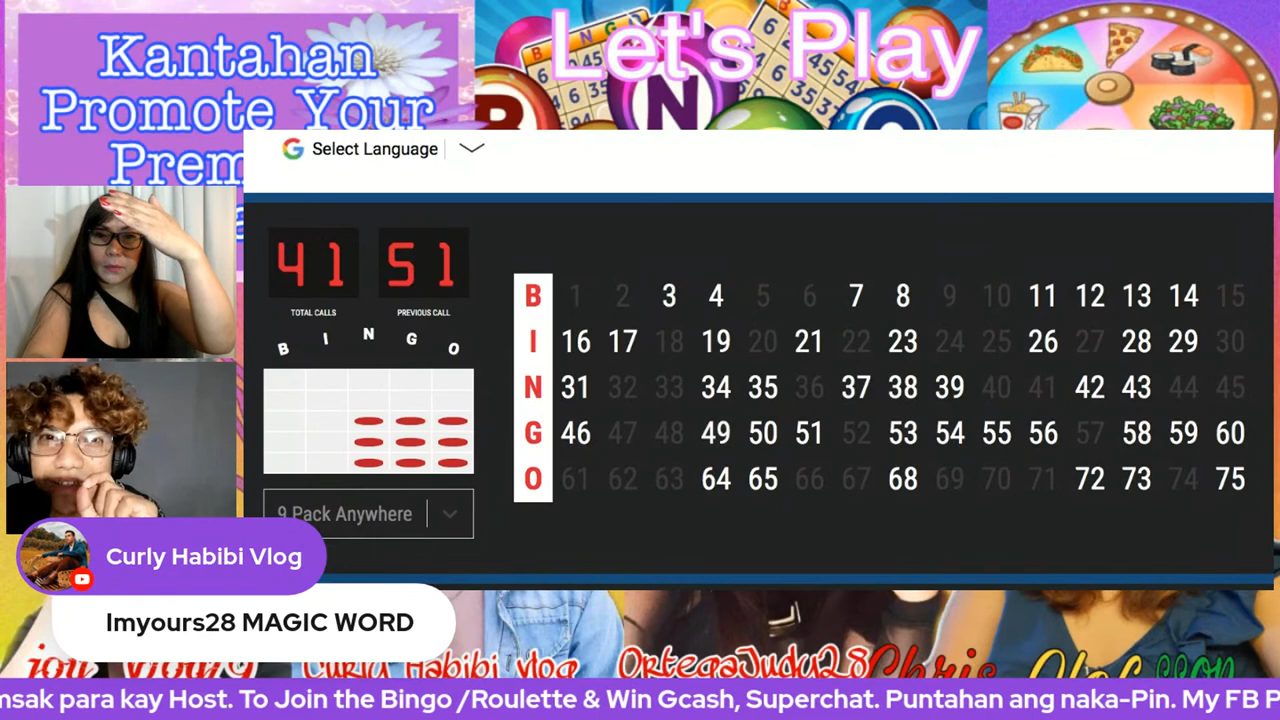 Kantahan
Promote Your
Prem
Let's Play
BINGO
N
Select Language
41
51
TOTAL CALLS
PREVIOUS CALL
B I N G O
9 Pack Anywhere
B 1 2 3 4 5 6 7 8 9 10 11 12 13 14 15
I 16 17 18 19 20 21 22 23 24 25 26 27 28 29 30
N 31 32 33 34 35 36 37 38 39 40 41 42 43 44 45
G 46 47 48 49 50 51 52 53 54 55 56 57 58 59 60
O 61 62 63 64 65 66 67 68 69 70 71 72 73 74 75
Curly Habibi Vlog
Imyours28 MAGIC WORD
Curly Habibi vlog
OrtegaJudy28
Chris
msak para kay Host. To Join the Bingo /Roulette & Win Gcash, Superchat. Puntahan ang naka-Pin. My FB P